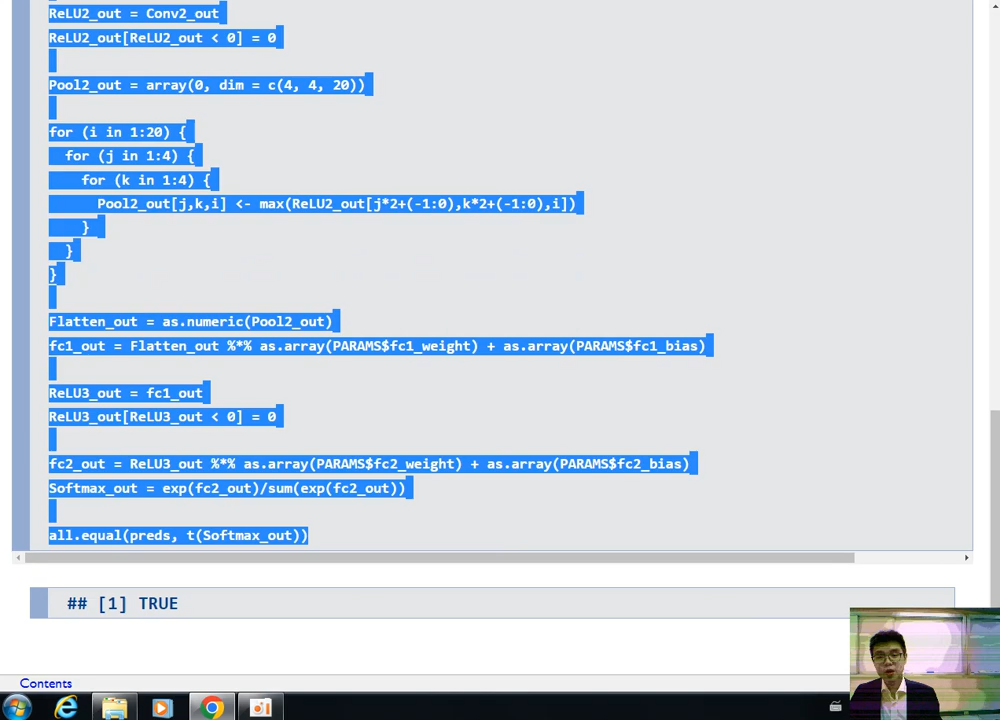 ReLU2_out = Conv2_out
ReLU2_out[ReLU2_out < 0] = 0
Pool2_out = array(0, dim = c(4, 4, 20))
for (i in 1:20) {
for (j in 1:4) {
for (k in 1:4) {
Pool2_out[j,k,i] <- max(ReLU2_out[j*2+(-1:0),k*2+(-1:0),i])
}
}
}
Flatten_out = as.numeric(Pool2_out)
fc1_out = Flatten_out %*% as.array(PARAMS$fc1_weight) + as.array(PARAMS$fc1_bias)
ReLU3_out = fc1_out
ReLU3_out[ReLU3_out < 0] = 0
fc2_out = ReLU3_out %*% as.array(PARAMS$fc2_weight) + as.array(PARAMS$fc2_bias)
Softmax_out = exp(fc2_out)/sum(exp(fc2_out))
all.equal(preds, t(Softmax_out))
## [1] TRUE
Contents